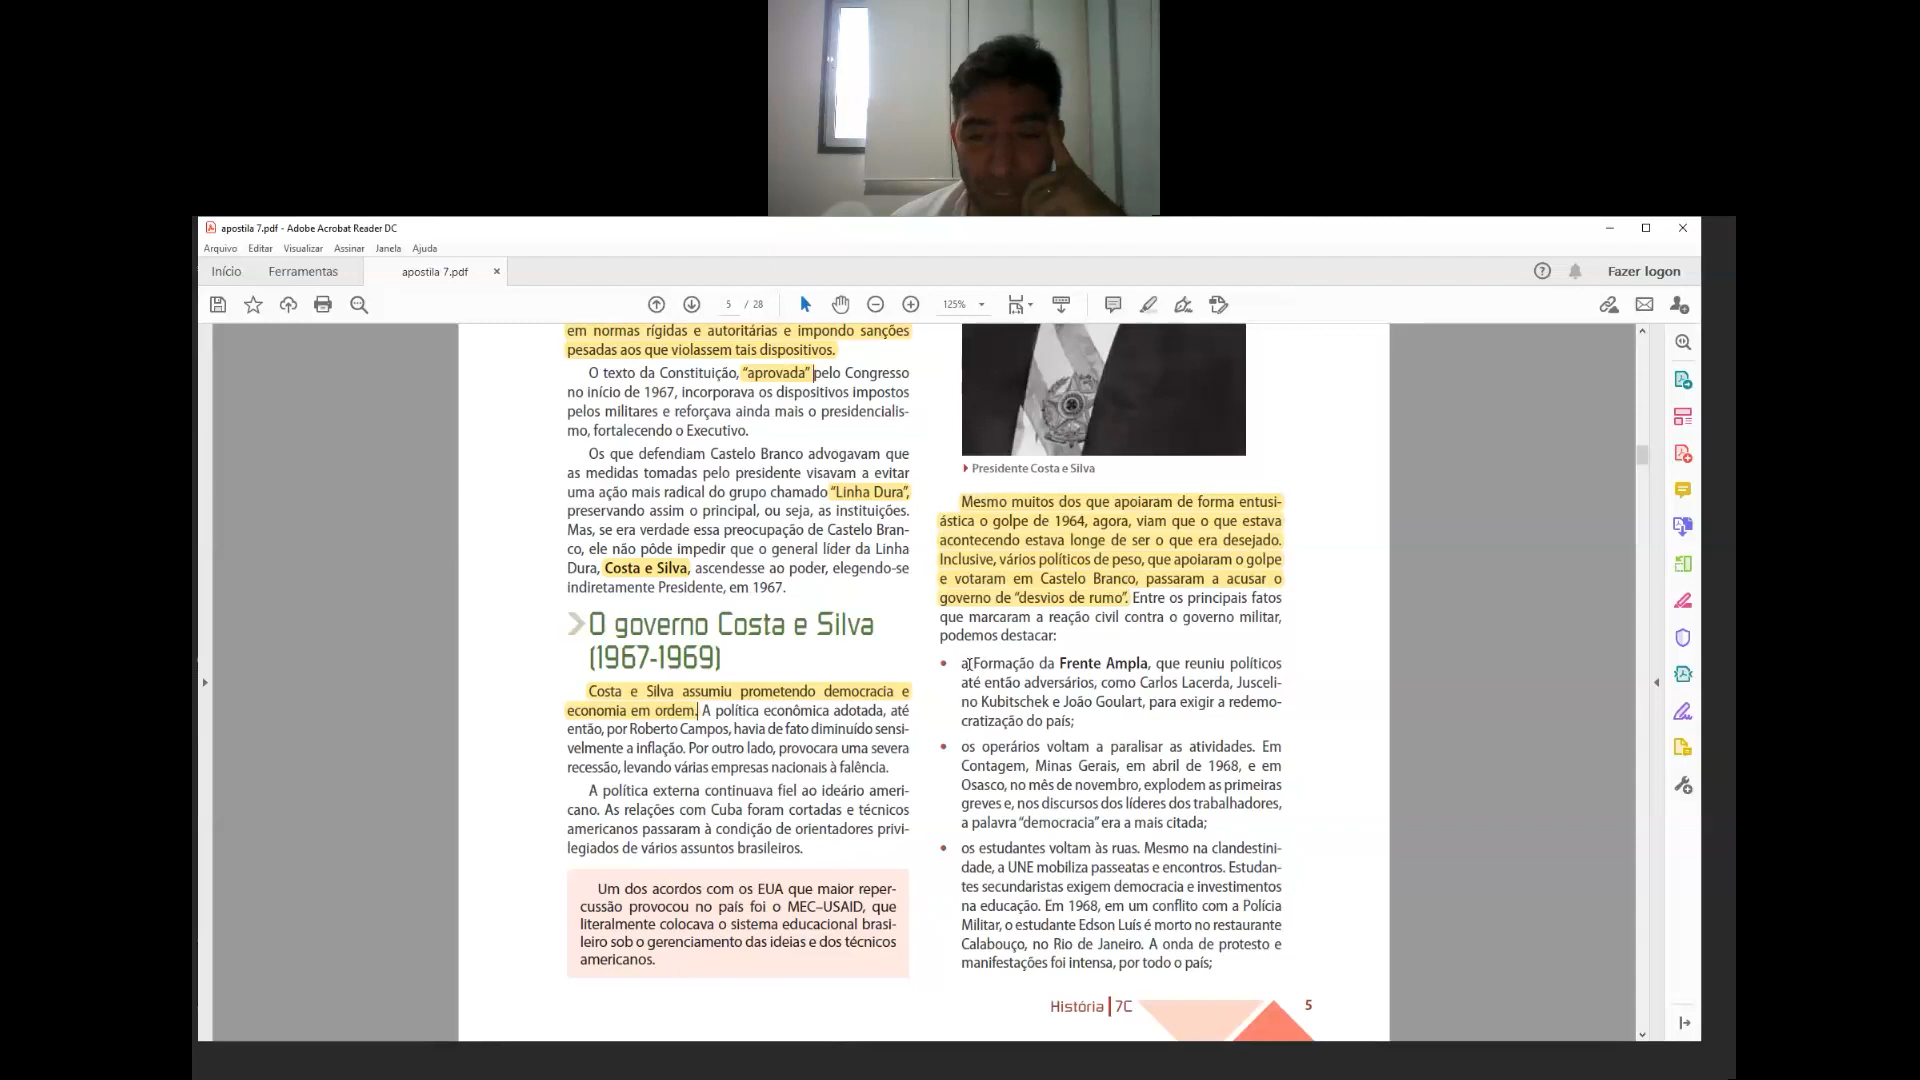 apostila 7.pdf - Adobe Acrobat Reader DC
Arquivo Editar Visualizar Assinar Janela Ajuda
Início Ferramentas apostila 7.pdf × Fazer logon
5 / 28 125%
em normas rígidas e autoritárias e impondo sanções
pesadas aos que violassem tais dispositivos.
O texto da Constituição, “aprovada” pelo Congresso
no início de 1967, incorporava os dispositivos impostos
pelos militares e reforçava ainda mais o presidencialis-
mo, fortalecendo o Executivo.
Os que defendiam Castelo Branco advogavam que
as medidas tomadas pelo presidente visavam a evitar
uma ação mais radical do grupo chamado “Linha Dura”,
preservando assim o principal, ou seja, as instituições.
Mas, se era verdade essa preocupação de Castelo Bran-
co, ele não pôde impedir que o general líder da Linha
Dura, Costa e Silva, ascendesse ao poder, elegendo-se
indiretamente Presidente, em 1967.
O governo Costa e Silva
(1967-1969)
Costa e Silva assumiu prometendo democracia e
economia em ordem. A política econômica adotada, até
então, por Roberto Campos, havia de fato diminuído sensi-
velmente a inflação. Por outro lado, provocara uma severa
recessão, levando várias empresas nacionais à falência.
A política externa continuava fiel ao ideário ameri-
cano. As relações com Cuba foram cortadas e técnicos
americanos passaram à condição de orientadores privi-
legiados de vários assuntos brasileiros.
Um dos acordos com os EUA que maior reper-
cussão provocou no país foi o MEC–USAID, que
literalmente colocava o sistema educacional brasi-
leiro sob o gerenciamento das ideias e dos técnicos
americanos.
Presidente Costa e Silva
Mesmo muitos dos que apoiaram de forma entusi-
ástica o golpe de 1964, agora, viam que o que estava
acontecendo estava longe de ser o que era desejado.
Inclusive, vários políticos de peso, que apoiaram o golpe
e votaram em Castelo Branco, passaram a acusar o
governo de “desvios de rumo”. Entre os principais fatos
que marcaram a reação civil contra o governo militar,
podemos destacar:
• a Formação da Frente Ampla, que reuniu políticos
até então adversários, como Carlos Lacerda, Jusceli-
no Kubitschek e João Goulart, para exigir a redemo-
cratização do país;
• os operários voltam a paralisar as atividades. Em
Contagem, Minas Gerais, em abril de 1968, e em
Osasco, no mês de novembro, explodem as primeiras
greves e, nos discursos dos líderes dos trabalhadores,
a palavra “democracia” era a mais citada;
• os estudantes voltam às ruas. Mesmo na clandestini-
dade, a UNE mobiliza passeatas e encontros. Estudan-
tes secundaristas exigem democracia e investimentos
na educação. Em 1968, em um conflito com a Polícia
Militar, o estudante Edson Luís é morto no restaurante
Calabouço, no Rio de Janeiro. A onda de protesto e
manifestações foi intensa, por todo o país;
História | 7C 5